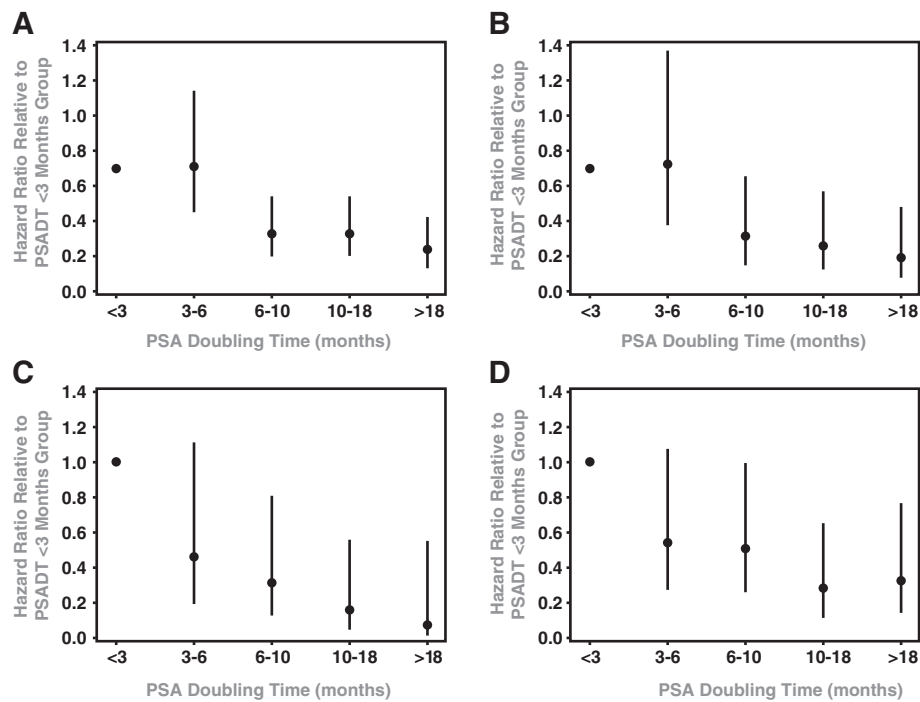 A
Hazard Ratio Relative to
PSADT <3 Months Group
1.4
1.2
1.0
0.8
0.6
0.4
0.2
0.0
<3 3-6 6-10 10-18 >18
PSA Doubling Time (months)
B
Hazard Ratio Relative to
PSADT <3 Months Group
1.4
1.2
1.0
0.8
0.6
0.4
0.2
0.0
<3 3-6 6-10 10-18 >18
PSA Doubling Time (months)
C
Hazard Ratio Relative to
PSADT <3 Months Group
1.4
1.2
1.0
0.8
0.6
0.4
0.2
0.0
<3 3-6 6-10 10-18 >18
PSA Doubling Time (months)
D
Hazard Ratio Relative to
PSADT <3 Months Group
1.4
1.2
1.0
0.8
0.6
0.4
0.2
0.0
<3 3-6 6-10 10-18 >18
PSA Doubling Time (months)